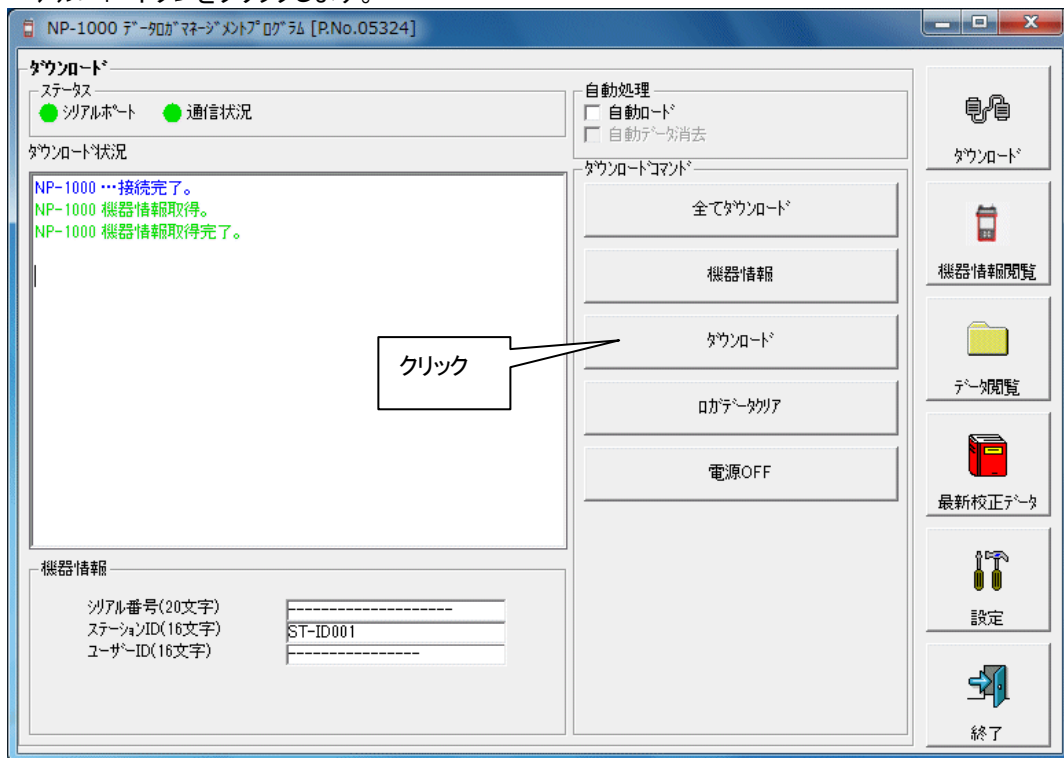 NP-1000 ﾃﾞｰﾀﾛｶﾞﾏﾈｰｼﾞﾒﾝﾄﾌﾟﾛｸﾞﾗﾑ [P.No.05324]
ﾀﾞｳﾝﾛｰﾄﾞ
ｽﾃｰﾀｽ
ｼﾘｱﾙﾎﾟｰﾄ 通信状況
自動処理
自動ﾛｰﾄﾞ
自動ﾃﾞｰﾀ消去
ﾀﾞｳﾝﾛｰﾄﾞ状況
NP-1000 …接続完了。
NP-1000 機器情報取得。
NP-1000 機器情報取得完了。
ﾀﾞｳﾝﾛｰﾄﾞｺﾏﾝﾄﾞ
全てﾀﾞｳﾝﾛｰﾄﾞ
機器情報
ﾀﾞｳﾝﾛｰﾄﾞ
ﾛｶﾞﾃﾞｰﾀｸﾘｱ
電源OFF
クリック
機器情報
ｼﾘｱﾙ番号(20文字) --------------------
ｽﾃｰｼｮﾝID(16文字) ST-ID001
ﾕｰｻﾞｰID(16文字) ----------------
ﾀﾞｳﾝﾛｰﾄﾞ
機器情報閲覧
ﾃﾞｰﾀ閲覧
最新校正ﾃﾞｰﾀ
設定
終了